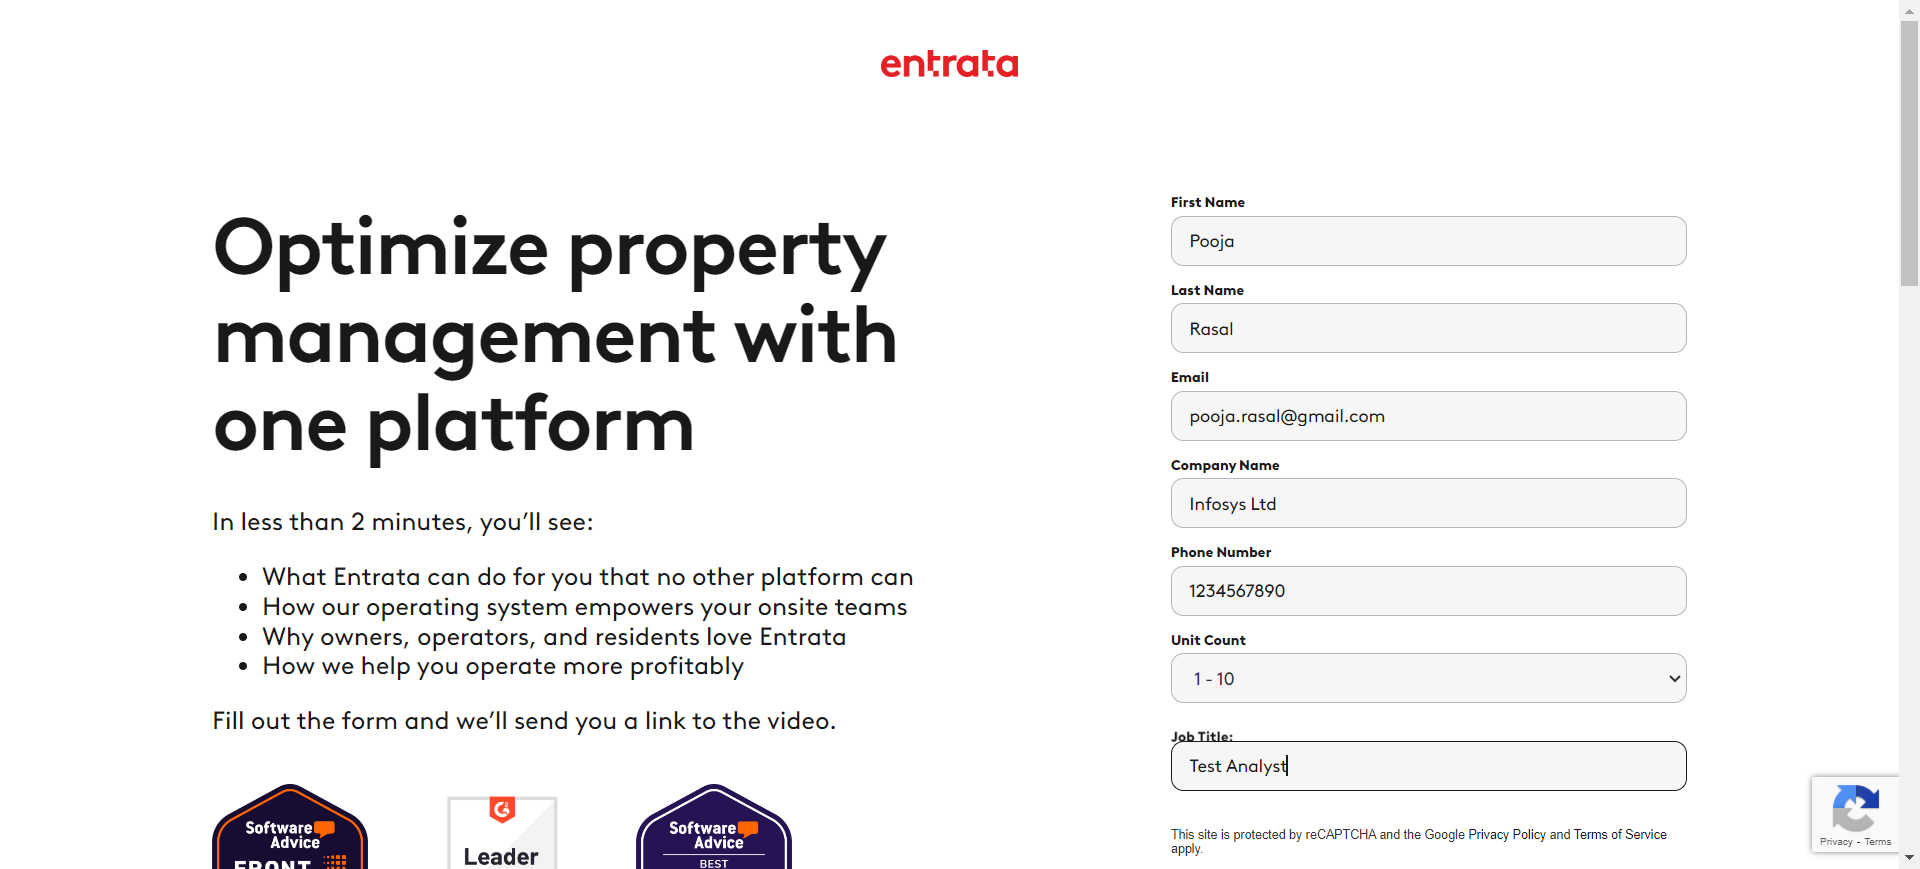 entrata
Optimize property
management with
one platform
In less than 2 minutes, you’ll see:
• What Entrata can do for you that no other platform can
• How our operating system empowers your onsite teams
• Why owners, operators, and residents love Entrata
• How we help you operate more profitably
Fill out the form and we’ll send you a link to the video.
Software
Advice
FRONT
G2
Leader
Software
Advice
BEST
First Name
Pooja
Last Name
Rasal
Email
pooja.rasal@gmail.com
Company Name
Infosys Ltd
Phone Number
1234567890
Unit Count
1 - 10
Job Title:
Test Analyst
This site is protected by reCAPTCHA and the Google Privacy Policy and Terms of Service
apply.
Privacy - Terms